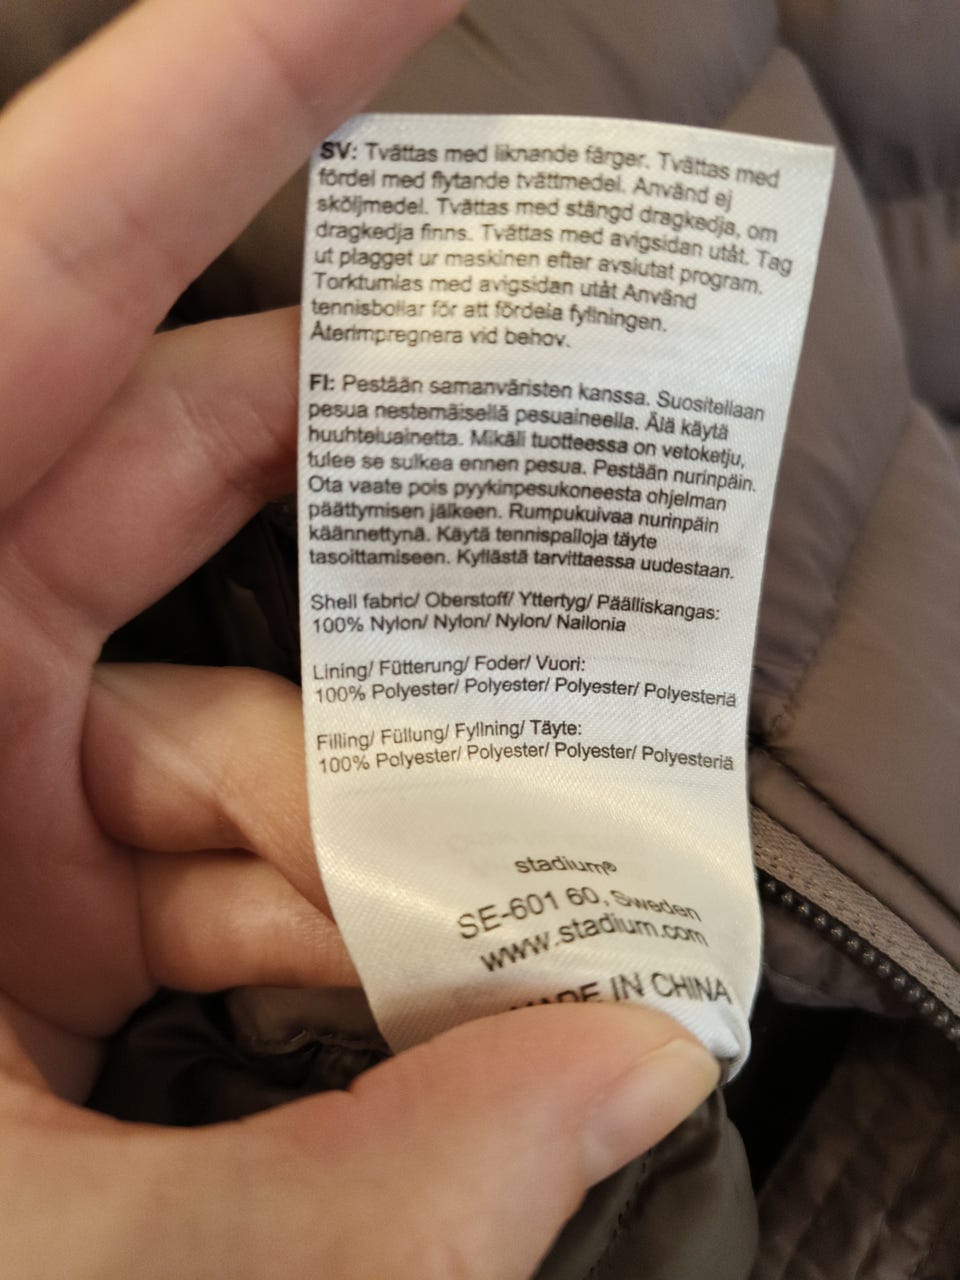 SV: Tvättas med liknande färger. Tvättas med
fördel med flytande tvättmedel. Använd ej
sköljmedel. Tvättas med stängd dragkedja, om
dragkedja finns. Tvättas med avigsidan utåt. Tag
ut plagget ur maskinen efter avslutat program.
Torktumlas med avigsidan utåt Använd
tennisbollar för att fördela fyllningen.
Återimpregnera vid behov.
FI: Pestään samanväristen kanssa. Suositellaan
pesua nestemäisellä pesuaineella. Älä käytä
huuhteluainetta. Mikäli tuotteessa on vetoketju,
tulee se sulkea ennen pesua. Pestään nurinpäin.
Ota vaate pois pyykinpesukoneesta ohjelman
päättymisen jälkeen. Rumpukuivaa nurinpäin
käännettynä. Käytä tennispalloja täyte
tasoittamiseen. Kyllästä tarvittaessa uudestaan.
Shell fabric/ Oberstoff/ Yttertyg/ Päälliskangas:
100% Nylon/ Nylon/ Nylon/ Nailonia
Lining/ Fütterung/ Foder/ Vuori:
100% Polyester/ Polyester/ Polyester/ Polyesteriä
Filling/ Füllung/ Fyllning/ Täyte:
100% Polyester/ Polyester/ Polyester/ Polyesteriä
stadium®
SE-601 60, Sweden
www.stadium.com
MADE IN CHINA